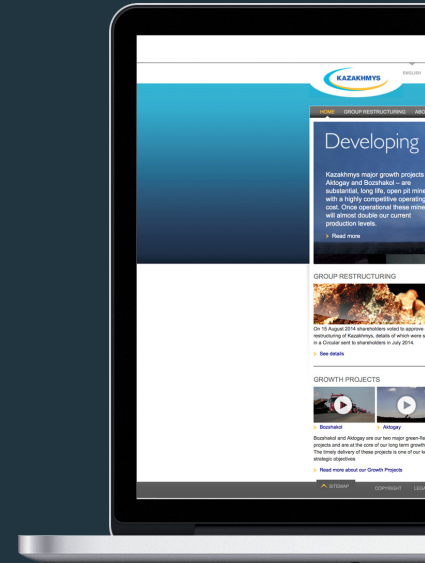 KAZAKHMYS
ENGLISH
HOME GROUP RESTRUCTURING
Developing
Kazakhmys major growth projects
Aktogay and Bozshakol – are
substantial, long life, open pit mine
with a highly competitive operating
cost. Once operational these mine
will almost double our current
production levels.
Read more
GROUP RESTRUCTURING
On 15 August 2014 shareholders voted to approve
restructuring of Kazakhmys, details of which were s
in a Circular sent to shareholders in July 2014.
See details
GROWTH PROJECTS
Bozshakol Aktogay
Bozshakol and Aktogay are our two major green-fie
projects and are at the core of our long term growth
The timely delivery of these projects is one of our k
strategic objectives
Read more about our Growth Projects
SITEMAP COPYRIGHT LEGA